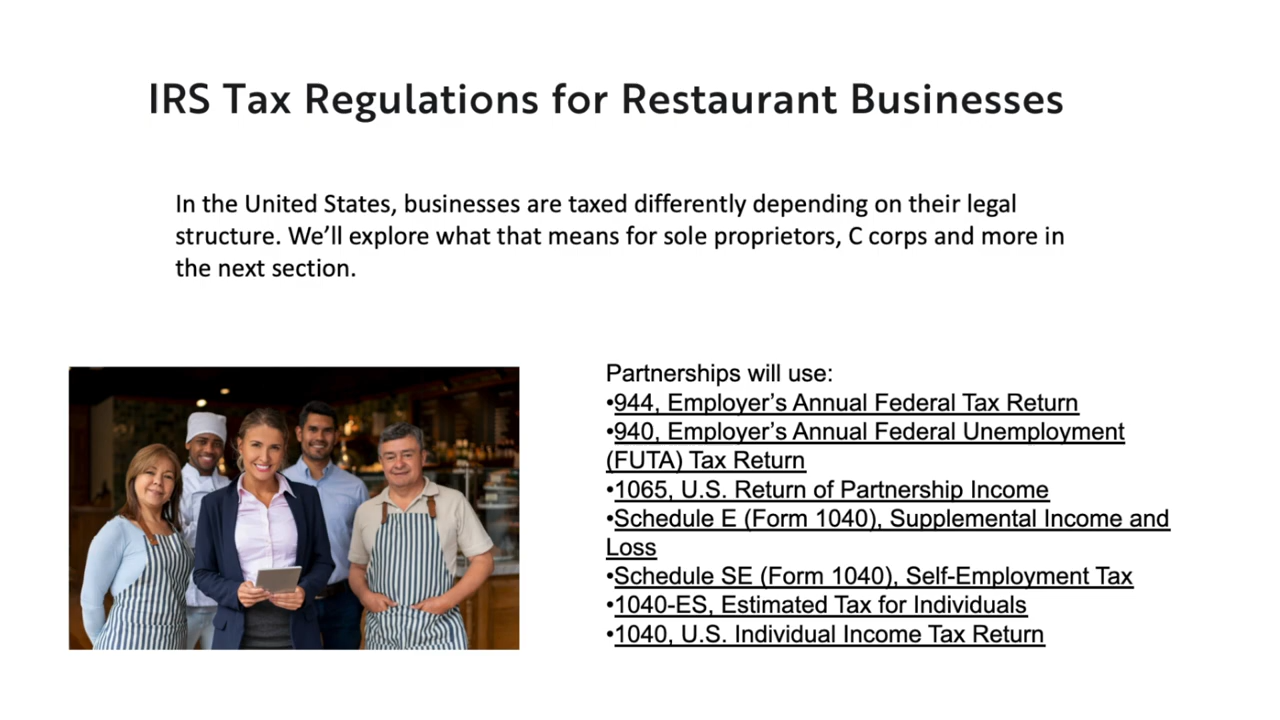 IRS Tax Regulations for Restaurant Businesses
In the United States, businesses are taxed differently depending on their legal
structure. We’ll explore what that means for sole proprietors, C corps and more in
the next section.
Partnerships will use:
•944, Employer’s Annual Federal Tax Return
•940, Employer’s Annual Federal Unemployment
(FUTA) Tax Return
•1065, U.S. Return of Partnership Income
•Schedule E (Form 1040), Supplemental Income and
Loss
•Schedule SE (Form 1040), Self-Employment Tax
•1040-ES, Estimated Tax for Individuals
•1040, U.S. Individual Income Tax Return